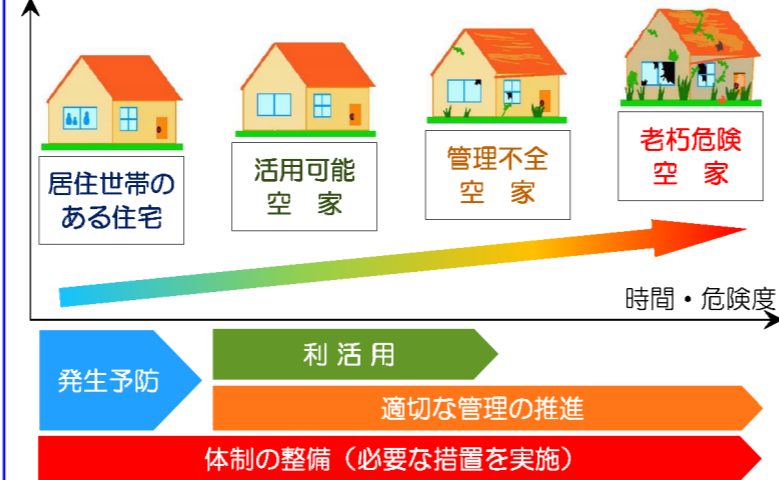 居住世帯の
ある住宅
活用可能
空　家
管理不全
空　家
老朽危険
空　家
時間・危険度
発生予防
利 活 用
適切な管理の推進
体制の整備（必要な措置を実施）